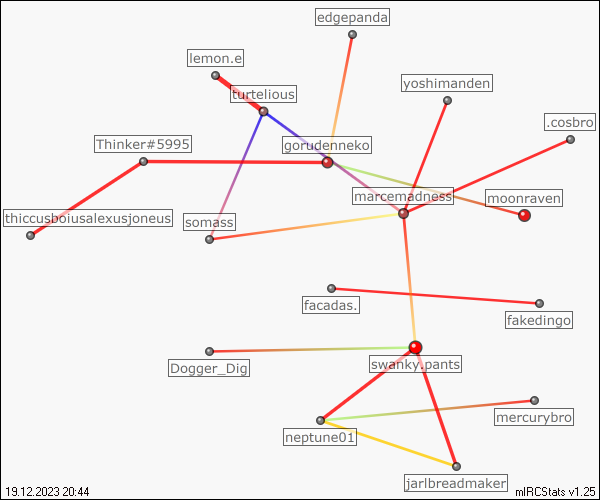 edgepanda
lemon.e
yoshimanden
turtelious
.cosbro
Thinker#5995
gorudenneko
marcemadness
moonraven
thiccusboiusalexusjoneus
somass
facadas.
fakedingo
swanky.pants
Dogger_Dig
mercurybro
neptune01
jarlbreadmaker
19.12.2023 20:44
mIRCStats v1.25